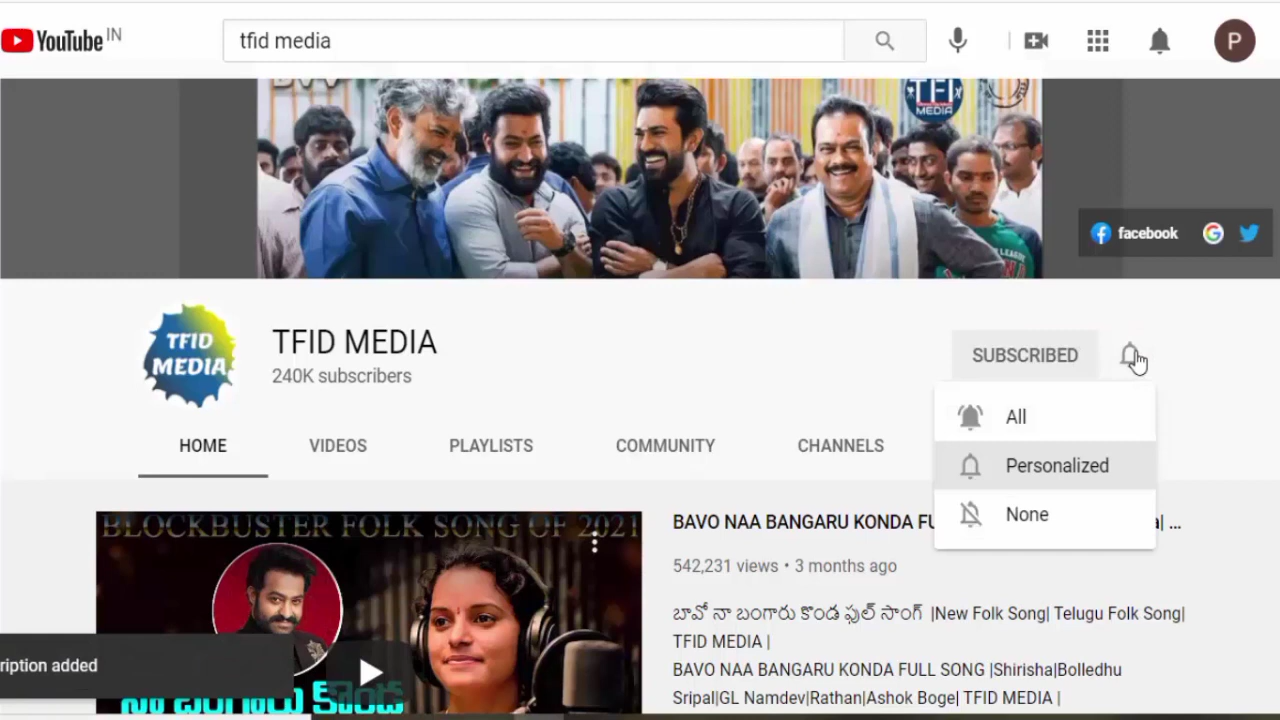 YouTube IN
tfid media
P
TFI
MEDIA
facebook
TFID
MEDIA
TFID MEDIA
240K subscribers
SUBSCRIBED
All
Personalized
None
HOME
VIDEOS
PLAYLISTS
COMMUNITY
CHANNELS
BLOCKBUSTER FOLK SONG OF 2021
BAVO NAA BANGARU KONDA FU
...
542,231 views • 3 months ago
బావో నా బంగారు కొండ ఫుల్ సాంగ్ |New Folk Song| Telugu Folk Song|
TFID MEDIA |
BAVO NAA BANGARU KONDA FULL SONG |Shirisha|Bolledhu
Sripal|GL Namdev|Rathan|Ashok Boge| TFID MEDIA |
ription added
నా బంగారు కొండ